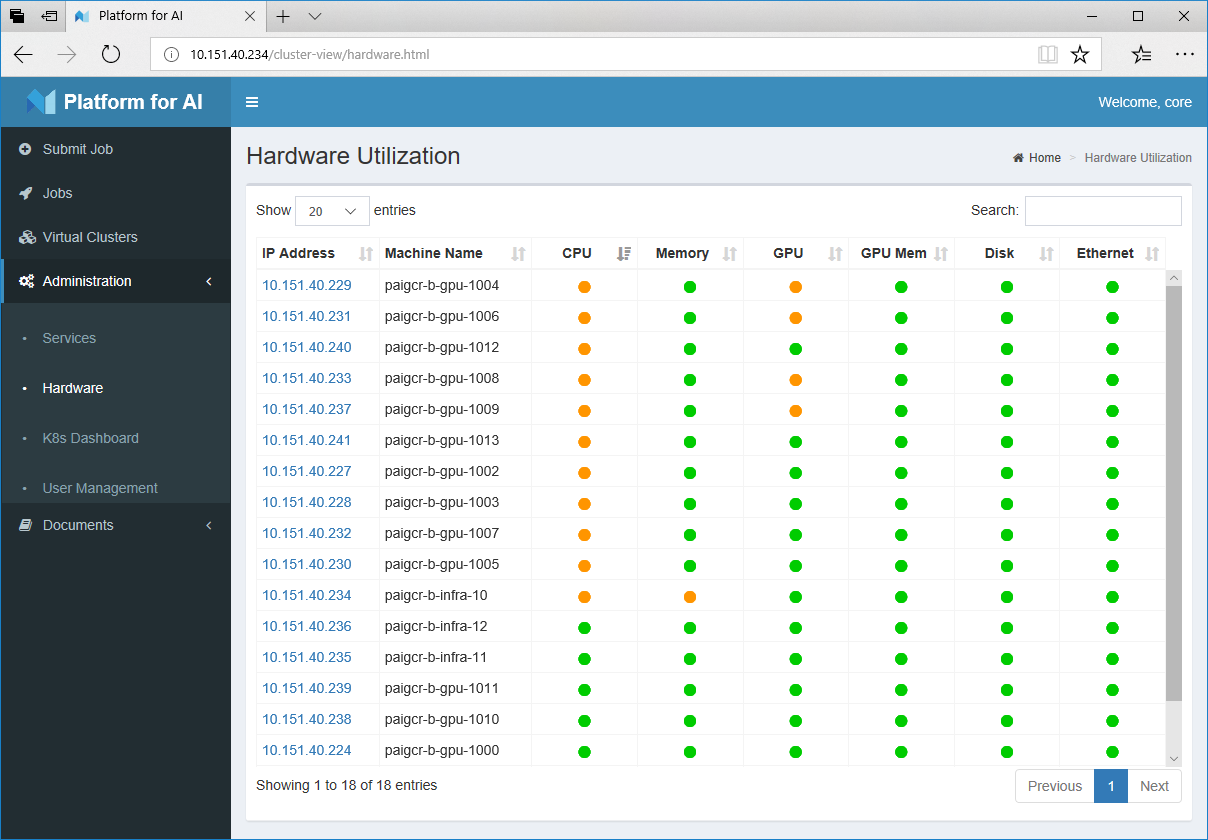 Platform for AI
10.151.40.234/cluster-view/hardware.html
Platform for AI
Welcome, core
Submit Job
Jobs
Virtual Clusters
Administration
Services
Hardware
K8s Dashboard
User Management
Documents
Hardware Utilization
Home > Hardware Utilization
Show 20 entries
Search:
IP Address Machine Name CPU Memory GPU GPU Mem Disk Ethernet
10.151.40.229 paigcr-b-gpu-1004
10.151.40.231 paigcr-b-gpu-1006
10.151.40.240 paigcr-b-gpu-1012
10.151.40.233 paigcr-b-gpu-1008
10.151.40.237 paigcr-b-gpu-1009
10.151.40.241 paigcr-b-gpu-1013
10.151.40.227 paigcr-b-gpu-1002
10.151.40.228 paigcr-b-gpu-1003
10.151.40.232 paigcr-b-gpu-1007
10.151.40.230 paigcr-b-gpu-1005
10.151.40.234 paigcr-b-infra-10
10.151.40.236 paigcr-b-infra-12
10.151.40.235 paigcr-b-infra-11
10.151.40.239 paigcr-b-gpu-1011
10.151.40.238 paigcr-b-gpu-1010
10.151.40.224 paigcr-b-gpu-1000
Showing 1 to 18 of 18 entries
Previous 1 Next